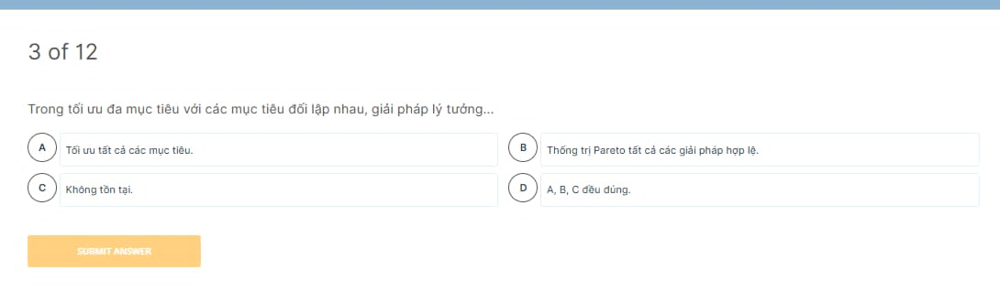 3 of 12
Trong tối ưu đa mục tiêu với các mục tiêu đối lập nhau, giải pháp lý tưởng...
A Tối ưu tất cả các mục tiêu.
B Thống trị Pareto tất cả các giải pháp hợp lệ.
C Không tồn tại.
D A, B, C đều đúng.
SUBMIT ANSWER